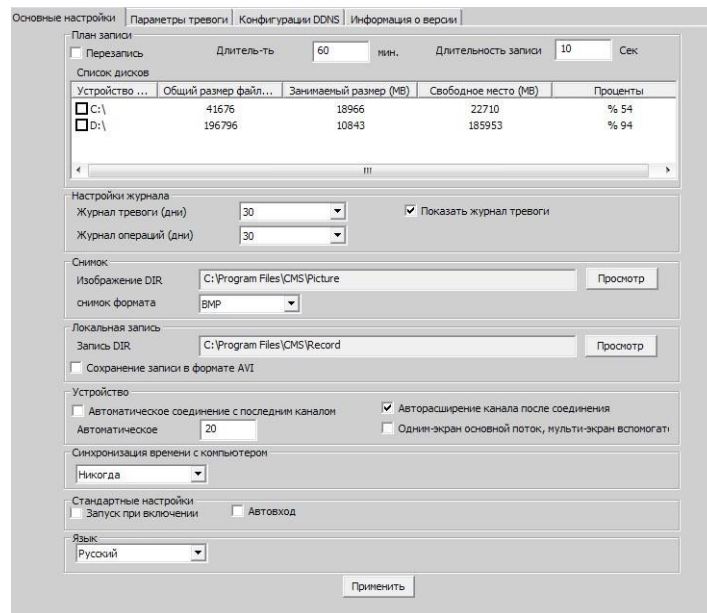 Основные настройки Параметры тревоги Конфигурации DDNS Информация о версии
План записи
Перезапись Длитель-ть 60 мин. Длительность записи 10 Сек
Список дисков
Устройство ... Общий размер файл... Занимаемый размер (MB) Свободное место (MB) Проценты
C:\ 41676 18966 22710 % 54
D:\ 196796 10843 185953 % 94
Настройки журнала
Журнал тревоги (дни) 30 Показать журнал тревоги
Журнал операций (дни) 30
Снимок
Изображение DIR C:\Program Files\CMS\Picture Просмотр
снимок формата BMP
Локальная запись
Запись DIR C:\Program Files\CMS\Record Просмотр
Сохранение записи в формате AVI
Устройство
Автоматическое соединение с последним каналом Авторасширение канала после соединения
Автоматическое 20 Одним-экран основной поток, мульти-экран вспомогат
Синхронизация времени с компьютером
Никогда
Стандартные настройки
Запуск при включении Автовход
Язык
Русский
Применить